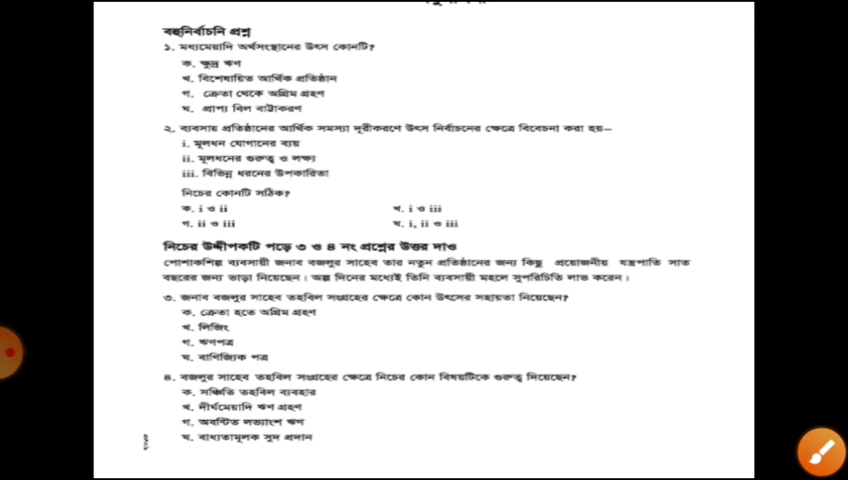 বহুনির্বাচনি প্রশ্ন
১. মধ্যমেয়াদি অর্থসংস্থানের উৎস কোনটি?
ক. ক্ষুদ্র ঋণ
খ. বিশেষায়িত আর্থিক প্রতিষ্ঠান
গ. ক্রেতা থেকে অগ্রিম গ্রহণ
ঘ. প্রাপ্য বিল বাট্টাকরণ
২. ব্যবসায় প্রতিষ্ঠানের আর্থিক সমস্যা দূরীকরণে উৎস নির্বাচনের ক্ষেত্রে বিবেচনা করা হয়–
i. মূলধন যোগানের ব্যয়
ii. মূলধনের গুরুত্ব ও লক্ষ্য
iii. বিভিন্ন ধরনের উপকারিতা
নিচের কোনটি সঠিক?
ক. i ও ii খ. i ও iii
গ. ii ও iii ঘ. i, ii ও iii
নিচের উদ্দীপকটি পড়ে ৩ ও ৪ নং প্রশ্নের উত্তর দাও
পোশাকশিল্প ব্যবসায়ী জনাব বজলুর সাহেব তার নতুন প্রতিষ্ঠানের জন্য কিছু প্রয়োজনীয় যন্ত্রপাতি সাত
বছরের জন্য ভাড়া নিয়েছেন। অল্প দিনের মধ্যেই তিনি ব্যবসায়ী মহলে সুপরিচিতি লাভ করেন।
৩. জনাব বজলুর সাহেব তহবিল সংগ্রহের ক্ষেত্রে কোন উৎসের সহায়তা নিয়েছেন?
ক. ক্রেতা হতে অগ্রিম গ্রহণ
খ. লিজিং
গ. ঋণপত্র
ঘ. বাণিজ্যিক পত্র
৪. বজলুর সাহেব তহবিল সংগ্রহের ক্ষেত্রে নিচের কোন বিষয়টিকে গুরুত্ব দিয়েছেন?
ক. সঞ্চিতি তহবিল ব্যবহার
খ. দীর্ঘমেয়াদি ঋণ গ্রহণ
গ. অবণ্টিত লভ্যাংশ ঋণ
ঘ. বাধ্যতামূলক সুদ প্রদান